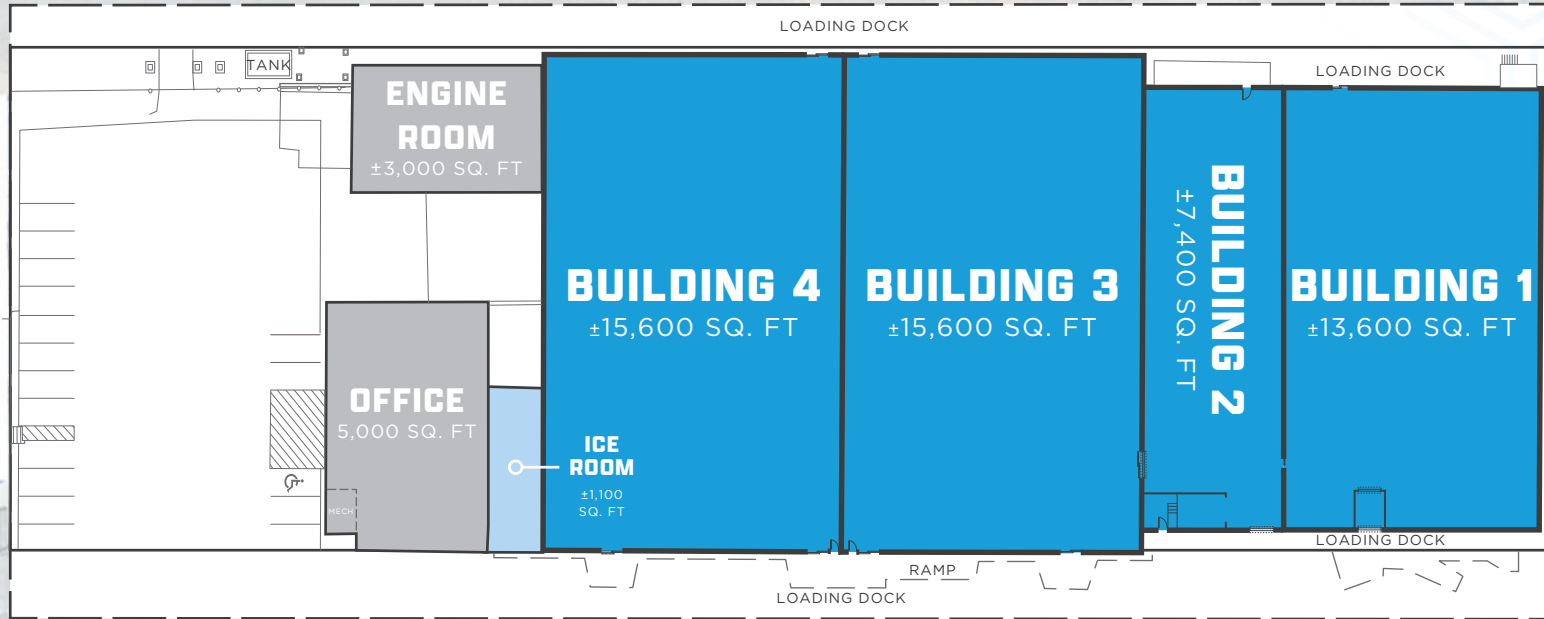 LOADING DOCK
TANK
LOADING DOCK
ENGINE
ROOM
±3,000 SQ. FT
BUILDING 4
±15,600 SQ. FT
BUILDING 3
±15,600 SQ. FT
BUILDING 2
±7,400 SQ. FT
BUILDING 1
±13,600 SQ. FT
OFFICE
5,000 SQ. FT
MECH
ICE
ROOM
±1,100
SQ. FT
LOADING DOCK
RAMP
LOADING DOCK